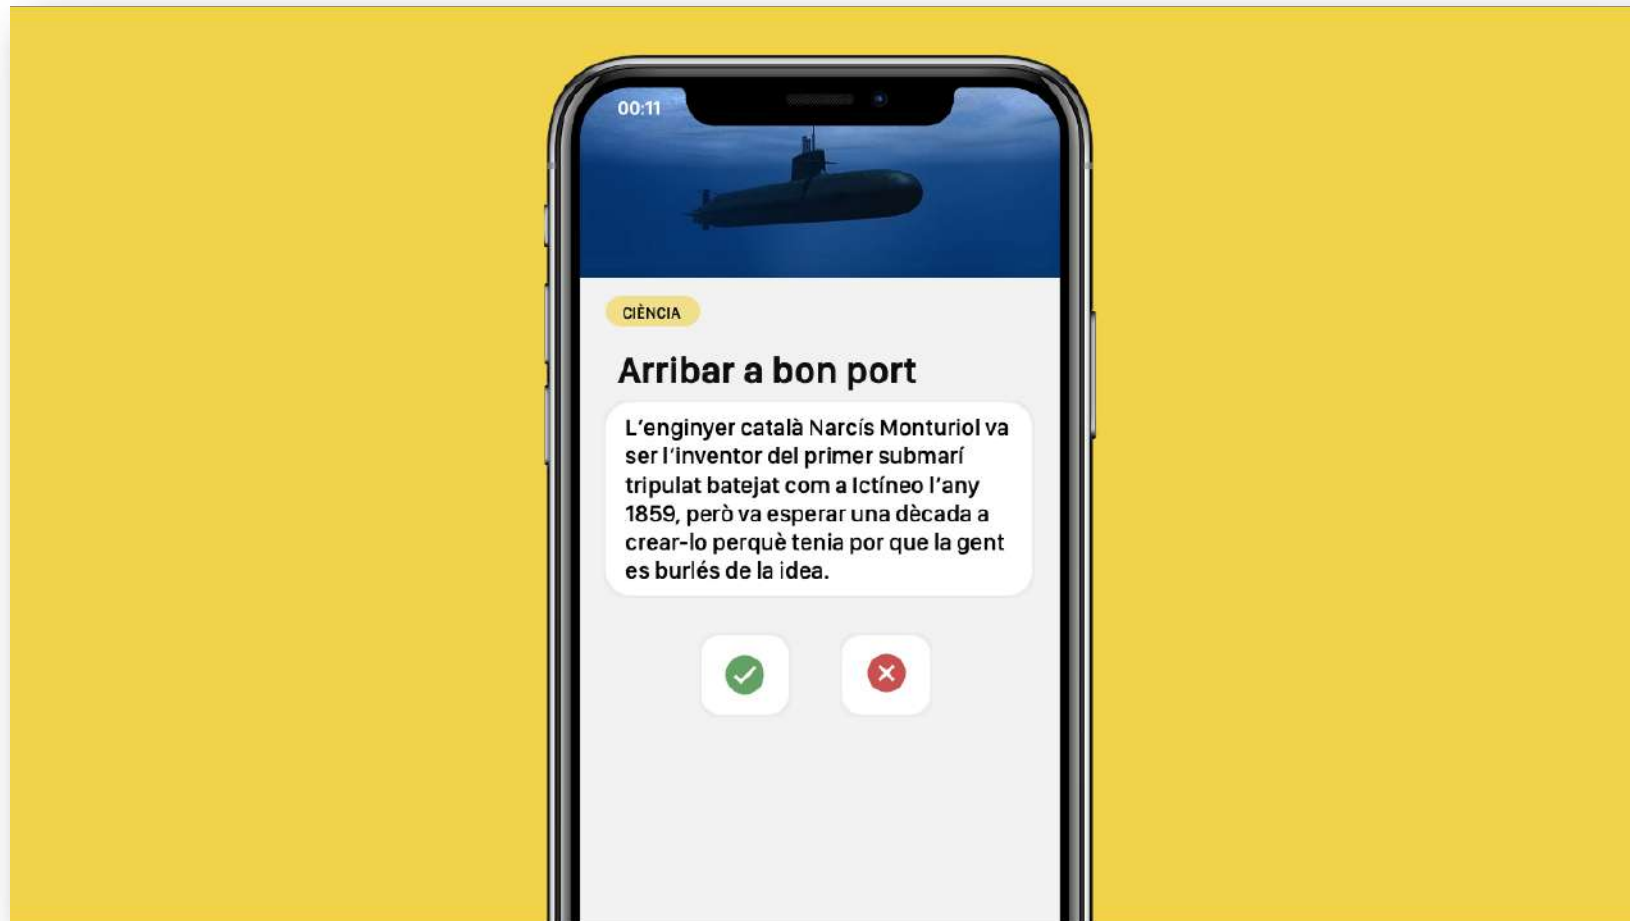 00:11
CIÈNCIA
Arribar a bon port
L'enginyer català Narcís Monturiol va
ser l'inventor del primer submarí
tripulat batejat com a Ictíneo l'any
1859, però va esperar una dècada a
crear-lo perquè tenia por que la gent
es burlés de la idea.